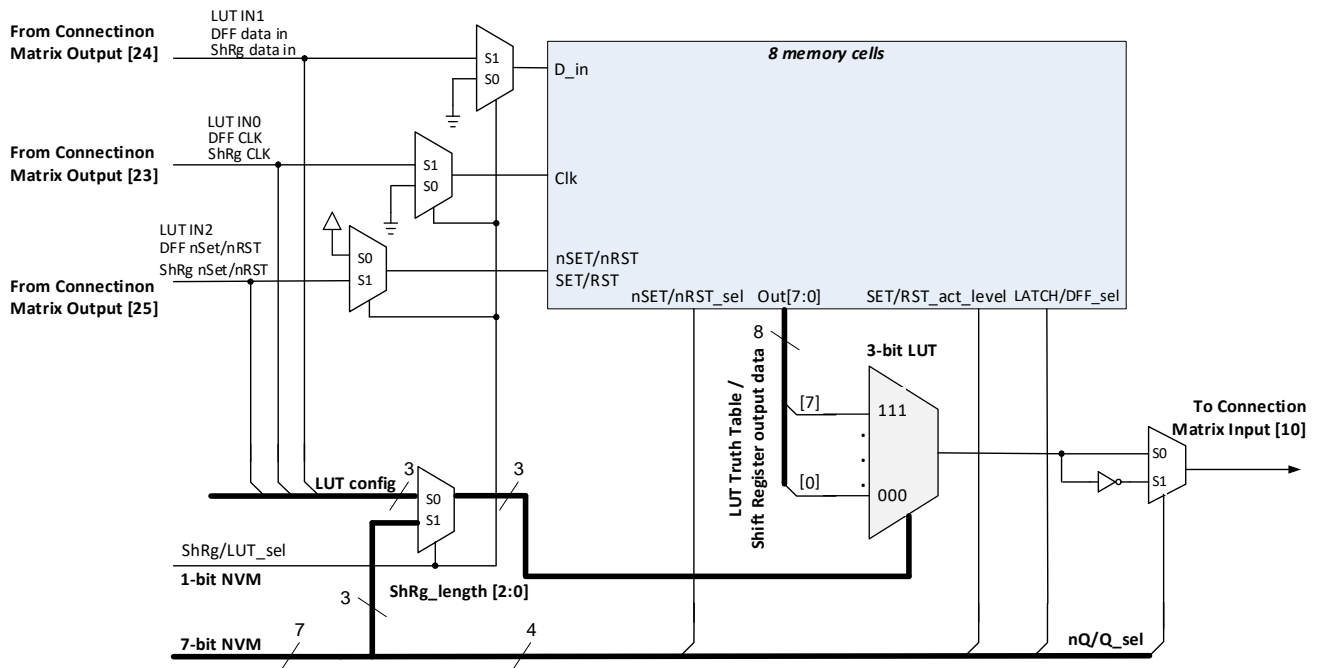 LUT IN1
DFF data in
ShRg data in
From Connectinon
Matrix Output [24]
S1
S0
D_in
8 memory cells
LUT IN0
DFF CLK
ShRg CLK
From Connectinon
Matrix Output [23]
S1
S0
Clk
LUT IN2
DFF nSet/nRST
ShRg nSet/nRST
From Connectinon
Matrix Output [25]
S0
S1
nSET/nRST
SET/RST
nSET/nRST_sel
Out[7:0]
SET/RST_act_level
LATCH/DFF_sel
8
3-bit LUT
LUT Truth Table /
Shift Register output data
[7]
111
[0]
000
To Connection
Matrix Input [10]
S0
S1
LUT config
3
3
S0
S1
ShRg/LUT_sel
1-bit NVM
ShRg_length [2:0]
3
7-bit NVM
7
4
nQ/Q_sel